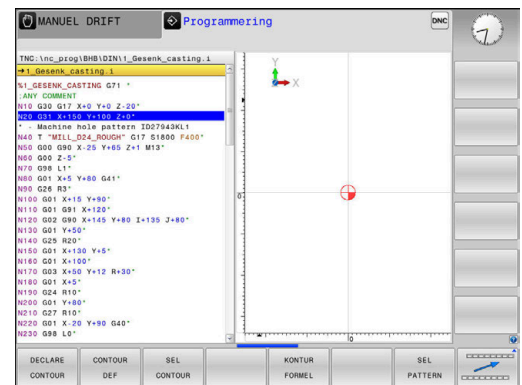 MANUEL DRIFT
Programmering
DNC
TNC:\nc_prog\BHB\DIN\1_Gesenk_casting.i
→1_Gesenk_casting.i
%1_GESENK_CASTING G71 *
;ANY COMMENT
N10 G30 G17 X+0 Y+0 Z-20*
N20 G31 X+150 Y+100 Z+0*
* - Machine hole pattern ID27943KL1
N40 T "MILL_D24_ROUGH" G17 S1800 F400*
N50 G00 G90 X-25 Y+65 Z+1 M13*
N60 G00 Z-5*
N70 G98 L1*
N80 G01 X+5 Y+80 G41*
N90 G26 R3*
N100 G01 X+15 Y+90*
N110 G01 G91 X+120*
N120 G02 G90 X+145 Y+80 I+135 J+80*
N130 G01 Y+50*
N140 G25 R20*
N150 G01 X+130 Y+5*
N160 G01 X+100*
N170 G03 X+50 Y+12 R+30*
N180 G01 X+5*
N190 G24 R10*
N200 G01 Y+80*
N210 G27 R10*
N220 G01 X-20 Y+90 G40*
N230 G98 L0*
Y
X
0
0
DECLARE CONTOUR
CONTOUR DEF
SEL CONTOUR
KONTUR FORMEL
SEL PATTERN